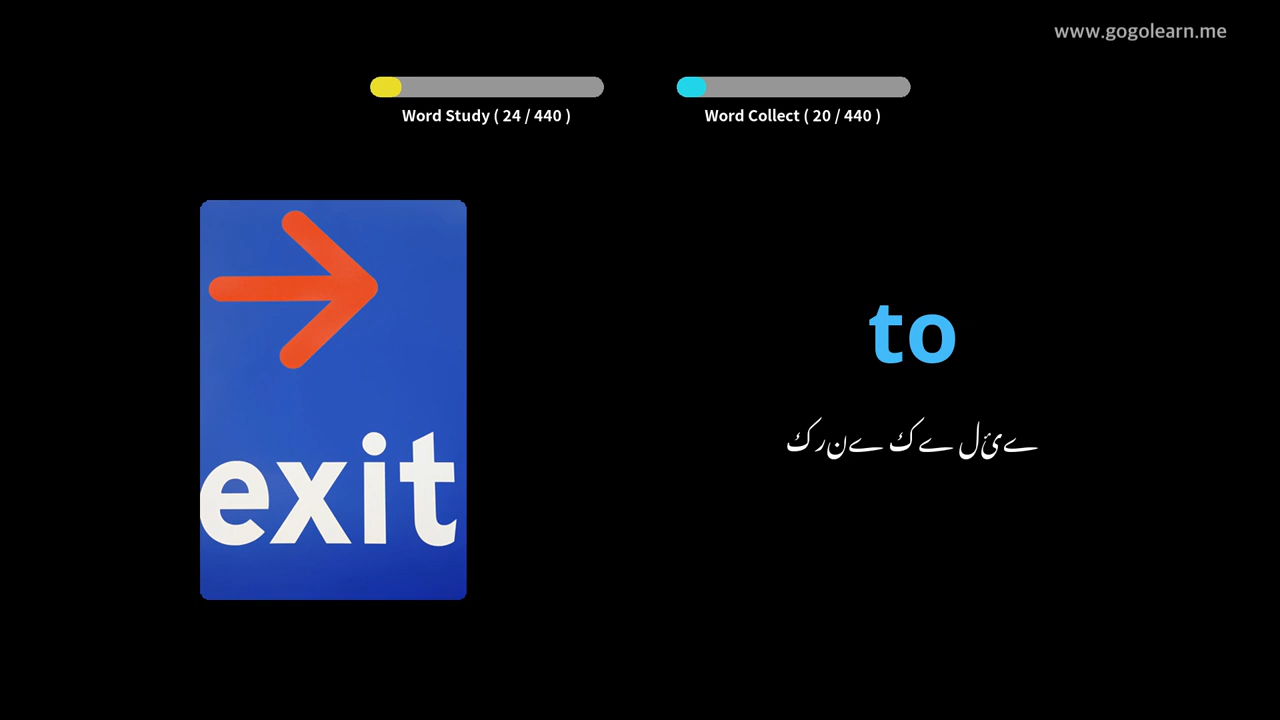 www.gogolearn.me
Word Study ( 24 / 440 )
Word Collect ( 20 / 440 )
exit
to
کرنے کے لئے